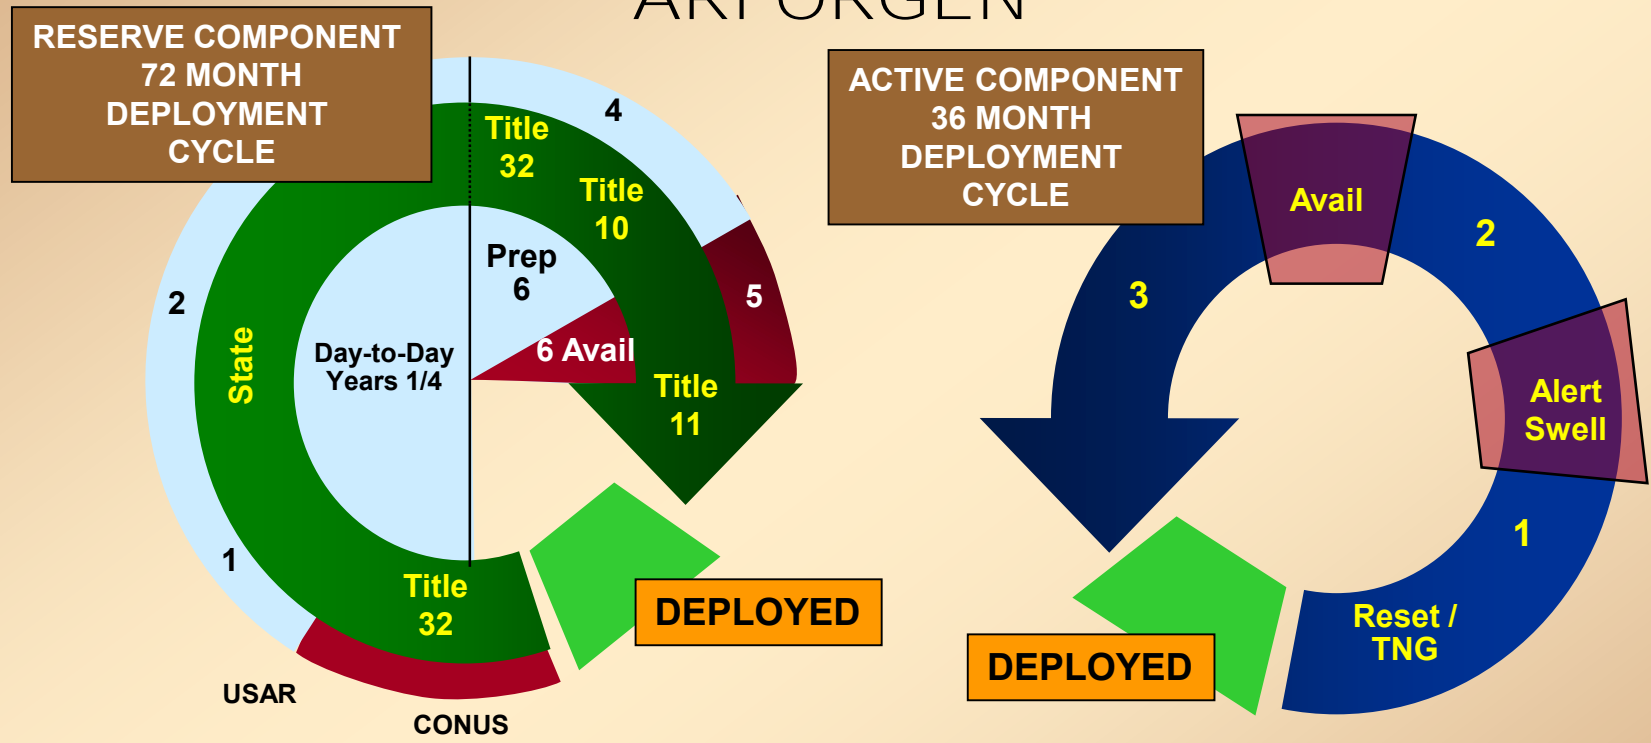 ARFORGEN
RESERVE COMPONENT
72 MONTH
DEPLOYMENT
CYCLE
4
Title
32
Title
10
Prep
6
5
2
State
Day-to-Day
Years 1/4
6 Avail
Title
11
1
Title
32
DEPLOYED
USAR
CONUS
ACTIVE COMPONENT
36 MONTH
DEPLOYMENT
CYCLE
Avail
2
3
Alert
Swell
1
Reset /
TNG
DEPLOYED